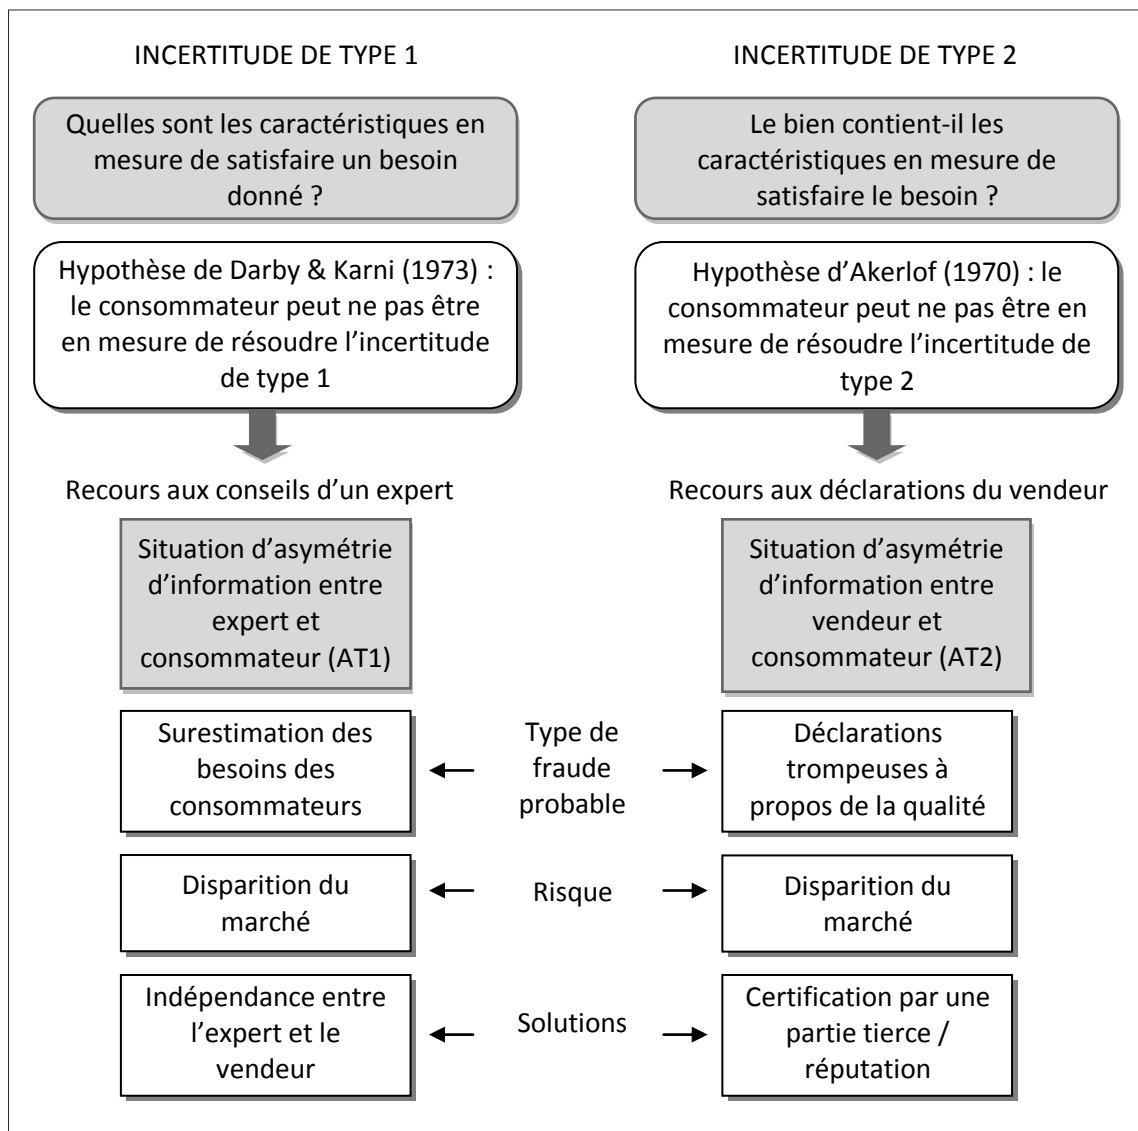 INCERTITUDE DE TYPE 1
Quelles sont les caractéristiques en
mesure de satisfaire un besoin
donné ?
Hypothèse de Darby & Karni (1973) :
le consommateur peut ne pas être
en mesure de résoudre l’incertitude
de type 1
Recours aux conseils d’un expert
Situation d’asymétrie
d’information entre
expert et
consommateur (AT1)
INCERTITUDE DE TYPE 2
Le bien contient-il les
caractéristiques en mesure de
satisfaire le besoin ?
Hypothèse d’Akerlof (1970) : le
consommateur peut ne pas être en
mesure de résoudre l’incertitude de
type 2
Recours aux déclarations du vendeur
Situation d’asymétrie
d’information entre
vendeur et
consommateur (AT2)
Surestimation des
besoins des
consommateurs
Type de
fraude
probable
Déclarations
trompeuses à
propos de la qualité
Disparition du
marché
Risque
Disparition du
marché
Indépendance entre
l’expert et le
vendeur
Solutions
Certification par une
partie tierce /
réputation